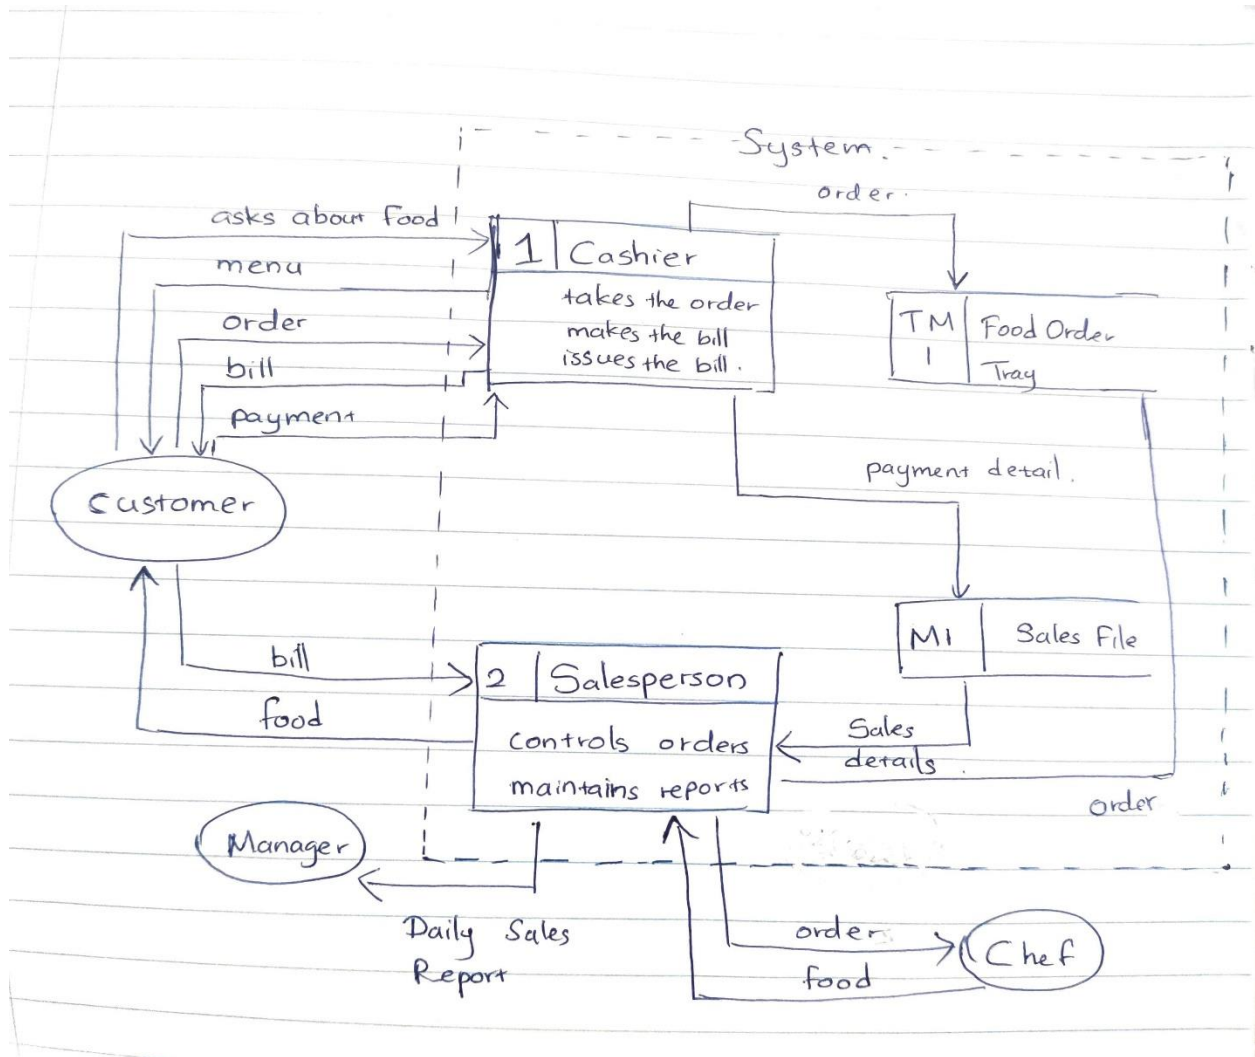 System.
order.
asks about food
menu
order
bill
payment
1 Cashier
takes the order
makes the bill
issues the bill.
TM
1
Food Order
Tray
payment detail.
Customer
M1 Sales File
bill
food
2 Salesperson
controls orders
maintains reports
Sales
details.
order
Manager
Daily Sales
Report
order
food
Chef